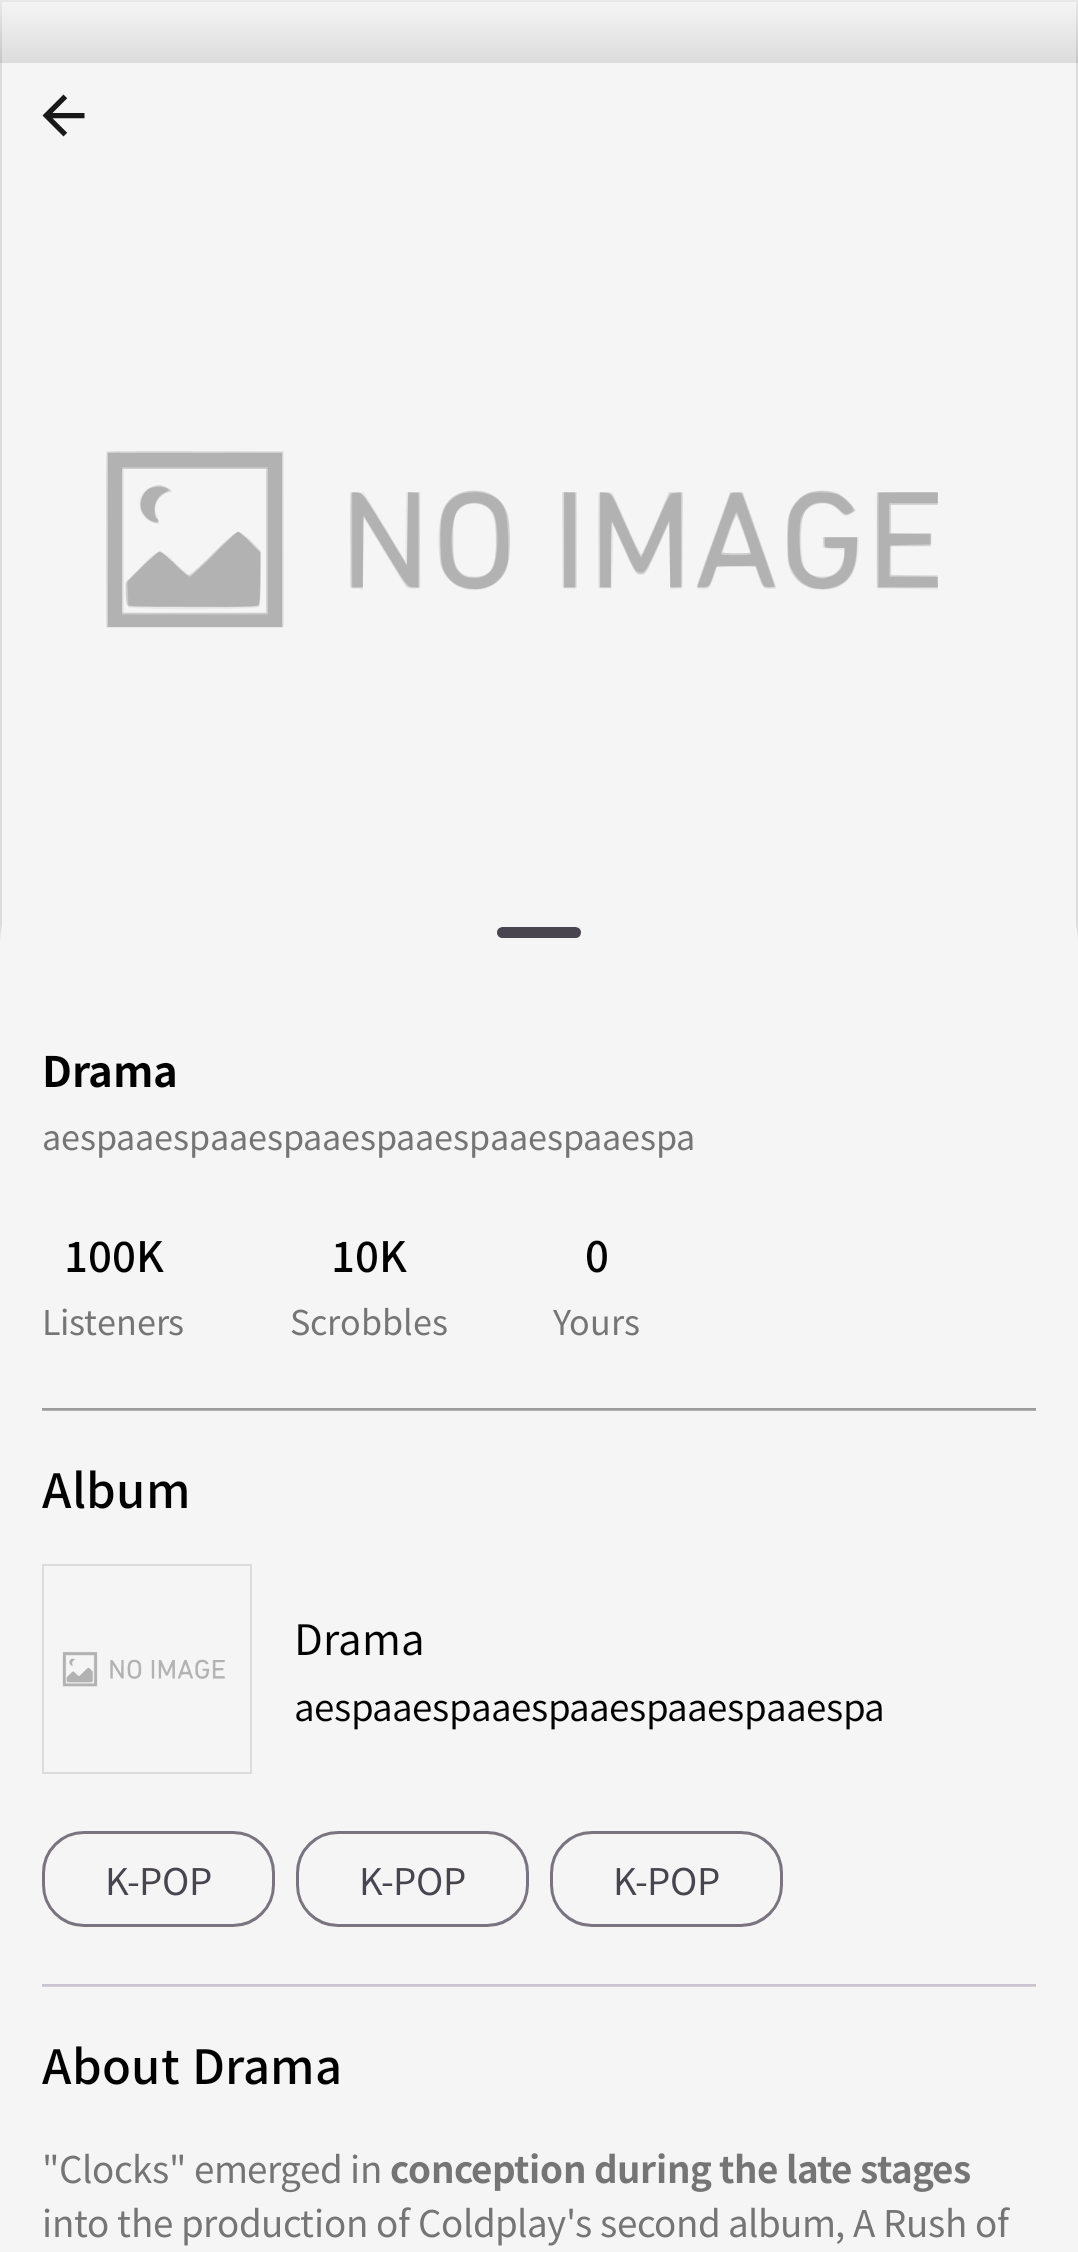 NO IMAGE
Drama
aespaaespaaespaaespaaespaaespaaespa
100K 10K 0
Listeners Scrobbles Yours
Album
NO IMAGE
Drama
aespaaespaaespaaespaaespaaespa
K-POP K-POP K-POP
About Drama
"Clocks" emerged in conception during the late stages
into the production of Coldplay's second album, A Rush of